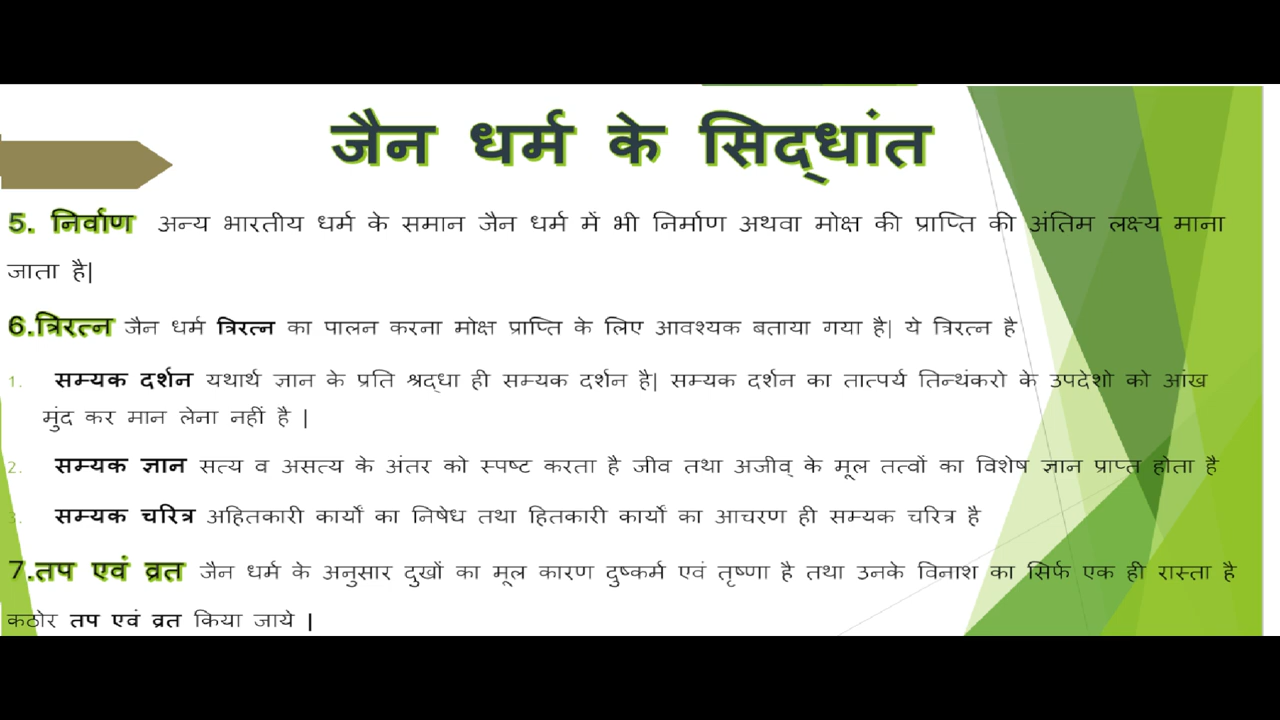 जैन धर्म के सिद्धांत
5. निर्वाण अन्य भारतीय धर्म के समान जैन धर्म में भी निर्माण अथवा मोक्ष की प्राप्ति की अंतिम लक्ष्य माना
जाता है|
6.त्रिरत्न जैन धर्म त्रिरत्न का पालन करना मोक्ष प्राप्ति के लिए आवश्यक बताया गया है| ये त्रिरत्न है
1. सम्यक दर्शन यथार्थ ज्ञान के प्रति श्रद्धा ही सम्यक दर्शन है| सम्यक दर्शन का तात्पर्य तिन्थंकरो के उपदेशो को आंख
मुंद कर मान लेना नहीं है |
2. सम्यक ज्ञान सत्य व असत्य के अंतर को स्पष्ट करता है जीव तथा अजीव् के मूल तत्वों का विशेष ज्ञान प्राप्त होता है
3. सम्यक चरित्र अहितकारी कार्यों का निषेध तथा हितकारी कार्यों का आचरण ही सम्यक चरित्र है
7.तप एवं व्रत जैन धर्म के अनुसार दुखों का मूल कारण दुष्कर्म एवं तृष्णा है तथा उनके विनाश का सिर्फ एक ही रास्ता है
कठोर तप एवं व्रत किया जाये |